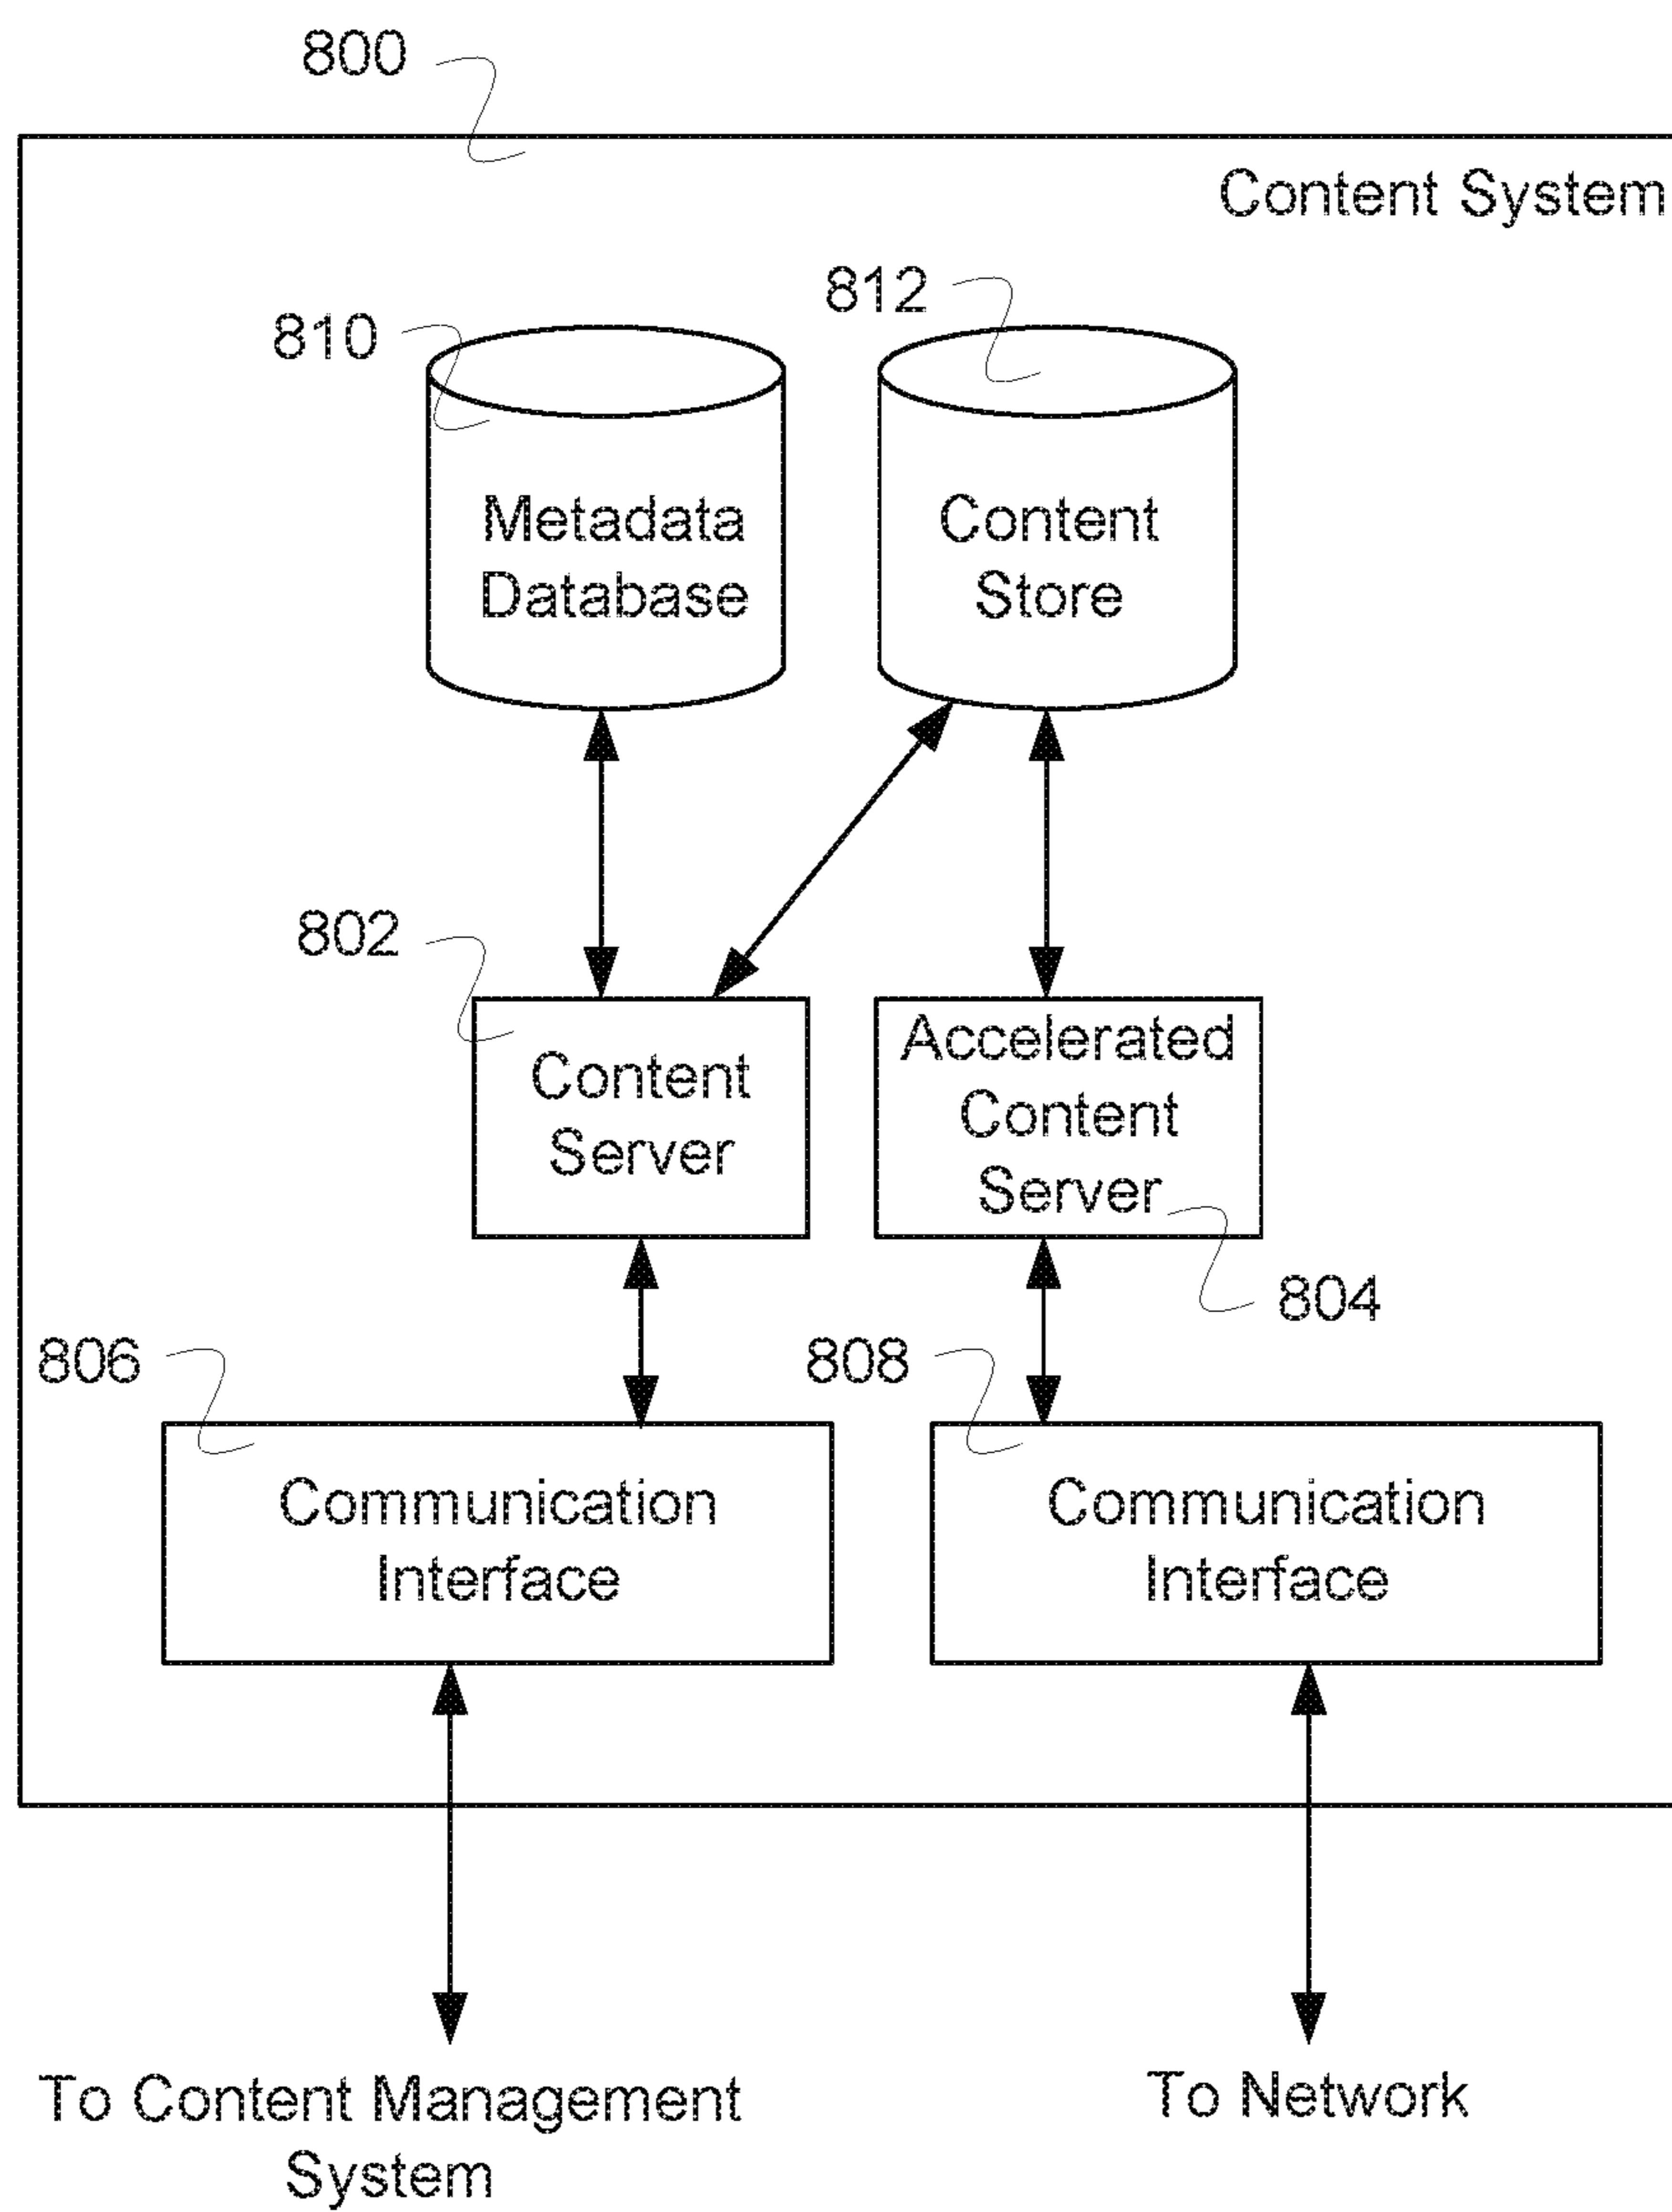 800
Content System
812
810
Metadata
Database
Content
Store
802
Content
Server
Accelerated
Content
Server
804
806
808
Communication
Interface
Communication
Interface
To Content Management
System
To Network